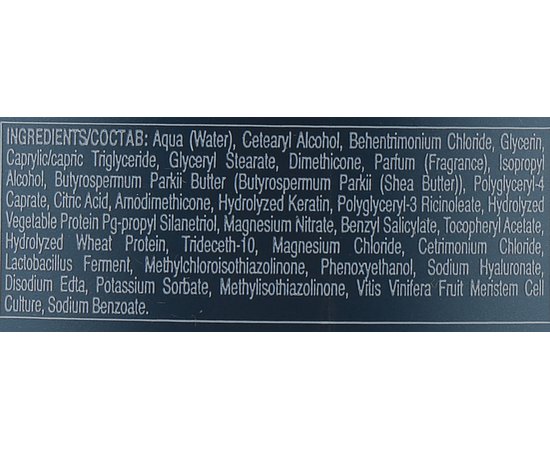 INGREDIENTS/СОСТАВ: Aqua (Water), Cetearyl Alcohol, Behentrimonium Chloride, Glycerin,
Caprylic/capric Triglyceride, Glyceryl Stearate, Dimethicone, Parfum (Fragrance), Isopropyl
Alcohol, Butyrospermum Parkii Butter (Butyrospermum Parkii (Shea Butter)), Polyglyceryl-4
Caprate, Citric Acid, Amodimethicone, Hydrolyzed Keratin, Polyglyceryl-3 Ricinoleate, Hydrolyzed
Vegetable Protein Pg-propyl Silanetriol, Magnesium Nitrate, Benzyl Salicylate, Tocopheryl Acetate,
Hydrolyzed Wheat Protein, Trideceth-10, Magnesium Chloride, Cetrimonium Chloride,
Lactobacillus Ferment, Methylchloroisothiazolinone, Phenoxyethanol, Sodium Hyaluronate,
Disodium Edta, Potassium Sorbate, Methylisothiazolinone, Vitis Vinifera Fruit Meristem Cell
Culture, Sodium Benzoate.